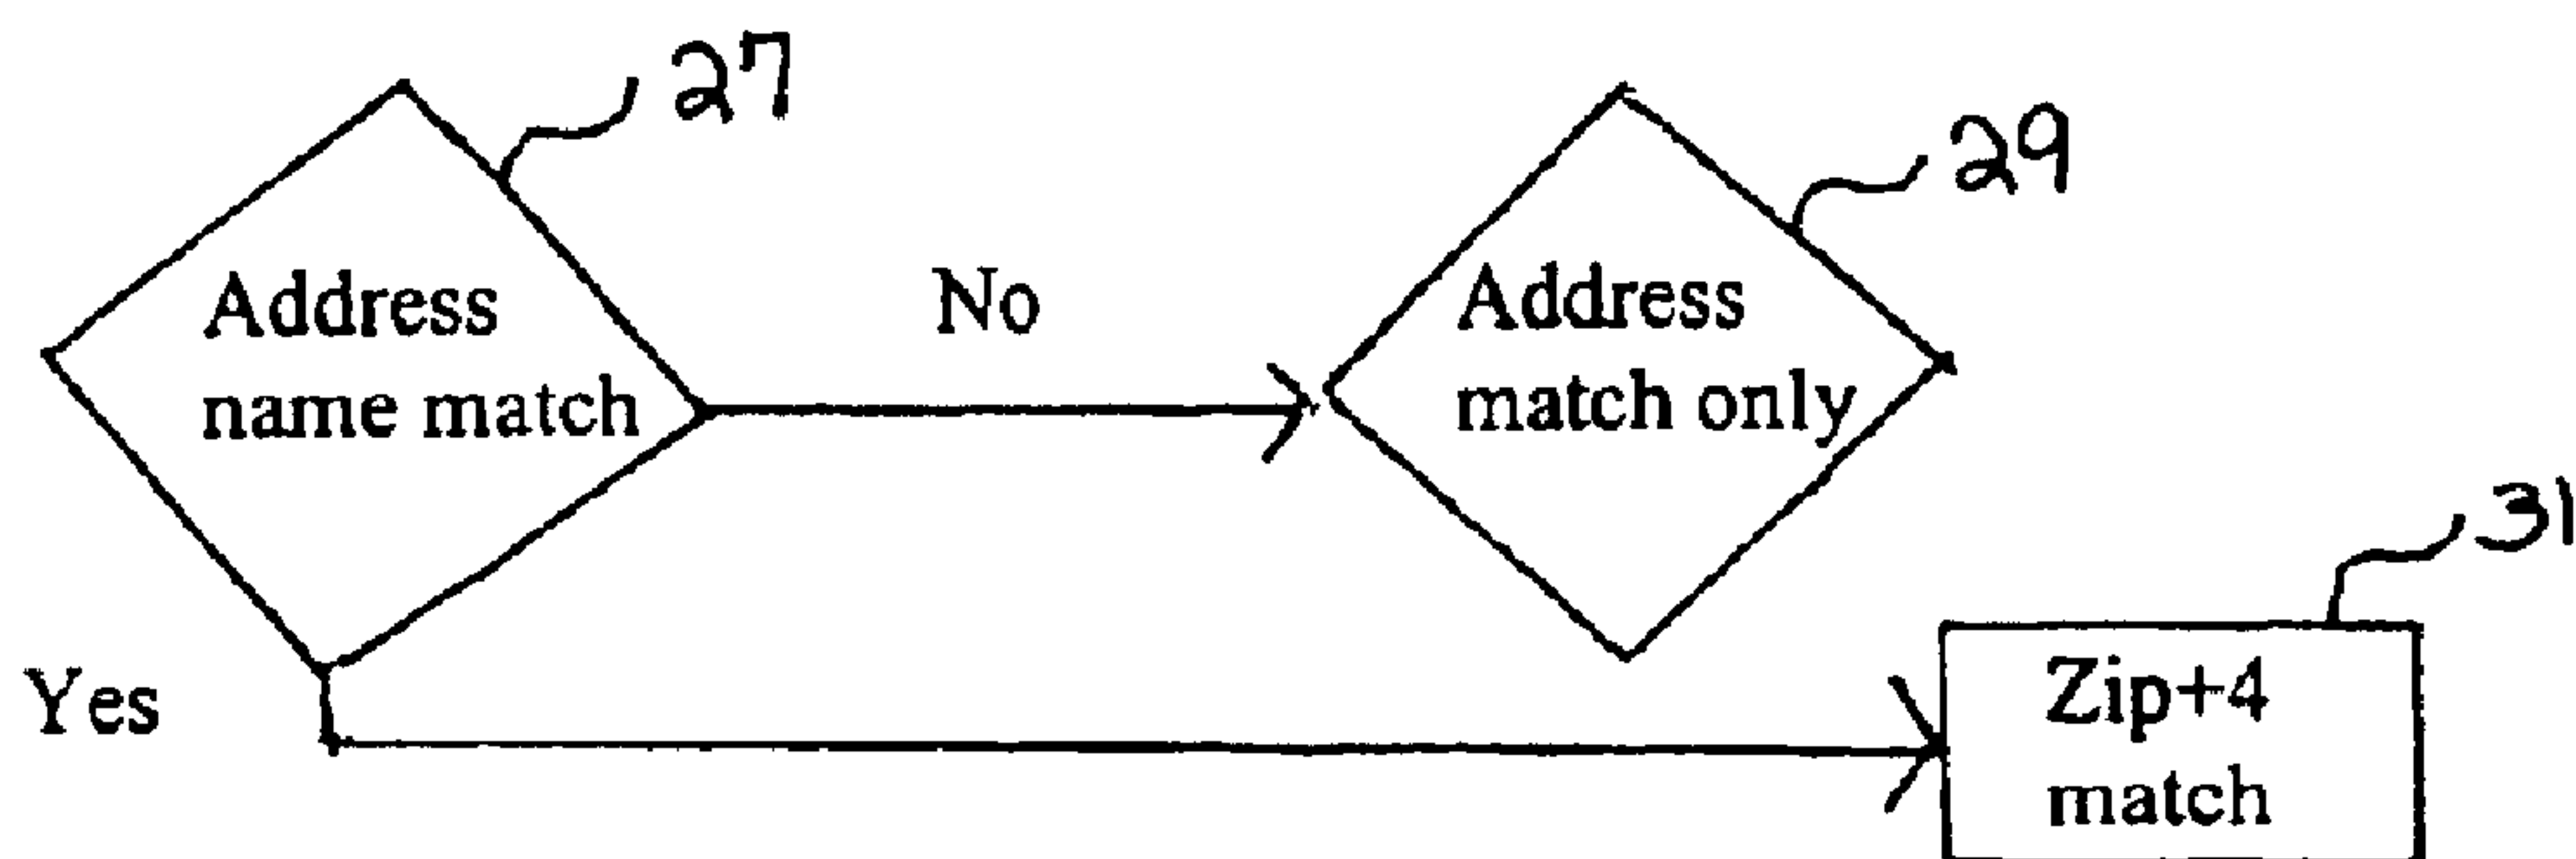 27
29
Address
name match
No
Address
match only
31
Yes
Zip+4
match